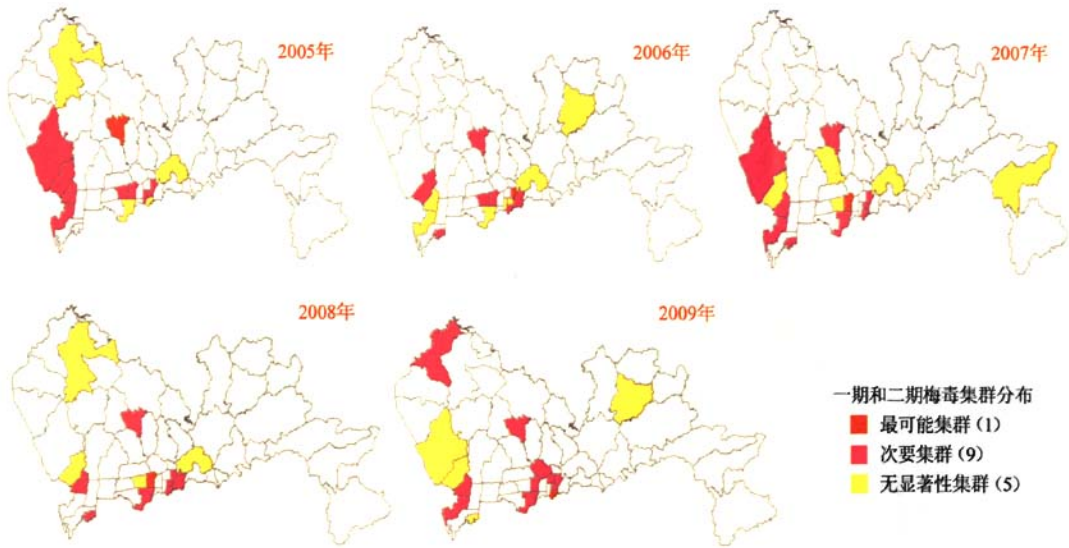 2005年
2006年
2007年
2008年
2009年
一期和二期梅毒集群分布
最可能集群(1)
次要集群(9)
无显著性集群(5)